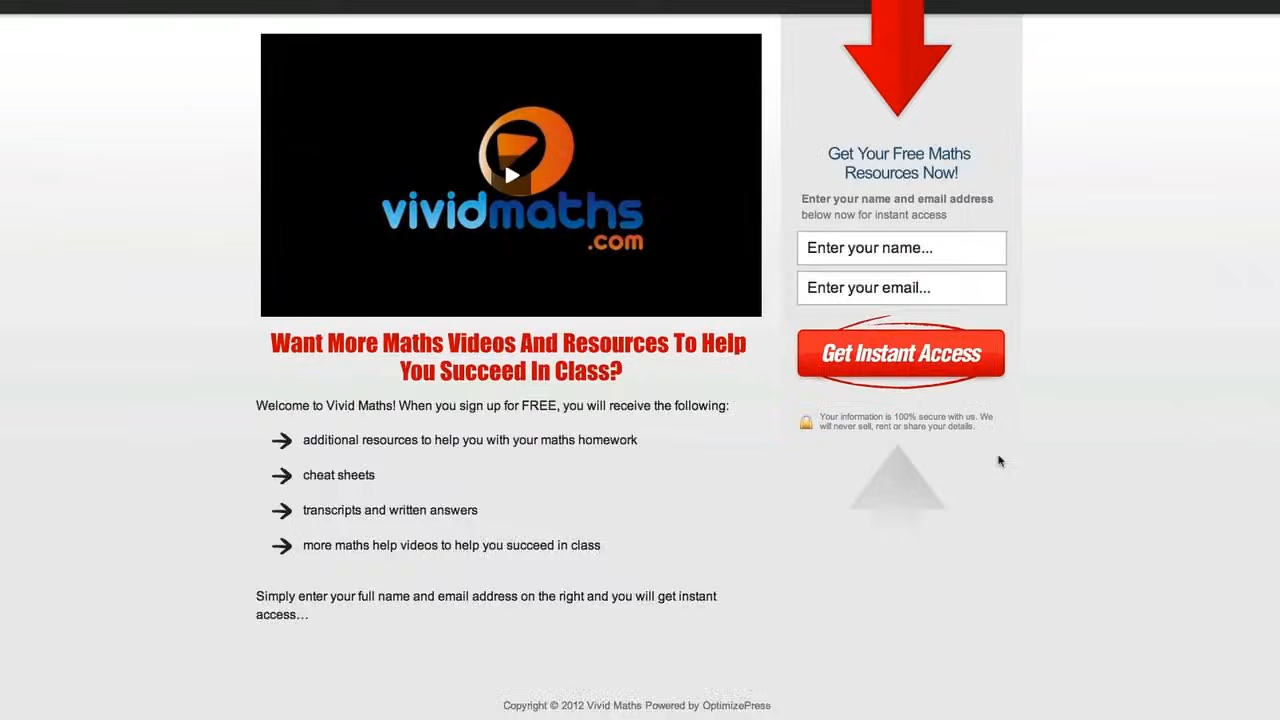 vividmaths
.com
Want More Maths Videos And Resources To Help
You Succeed In Class?
Welcome to Vivid Maths! When you sign up for FREE, you will receive the following:
additional resources to help you with your maths homework
cheat sheets
transcripts and written answers
more maths help videos to help you succeed in class
Simply enter your full name and email address on the right and you will get instant
access...
Get Your Free Maths
Resources Now!
Enter your name and email address
below now for instant access
Enter your name...
Enter your email...
Get Instant Access
Your information is 100% secure with us. We
will never sell, rent or share your details.
Copyright © 2012 Vivid Maths Powered by OptimizePress